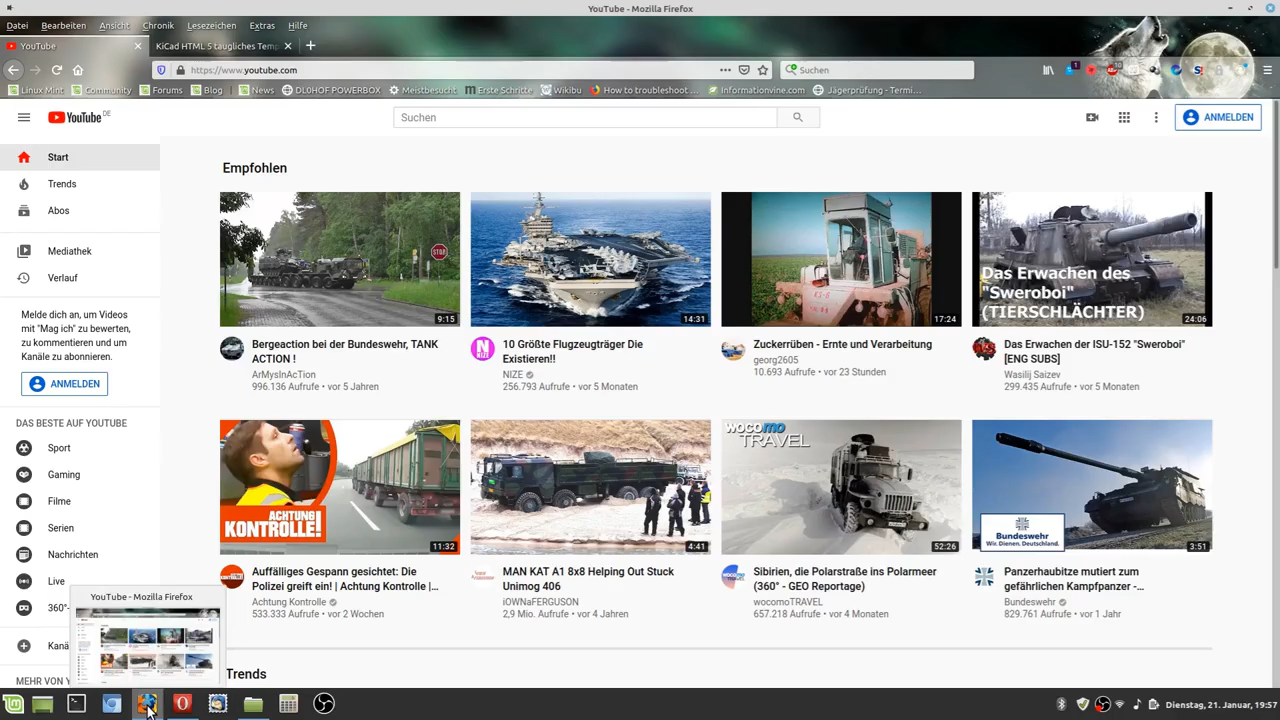 YouTube - Mozilla Firefox
Datei Bearbeiten Ansicht Chronik Lesezeichen Extras Hilfe
YouTube
KiCad HTML 5 taugliches Temp
https://www.youtube.com
Suchen
Linux Mint Community Forums Blog News DL0HOF POWERBOX Meistbesucht Erste Schritte Wikibu How to troubleshoot ... Informationvine.com Jägerprüfung - Termi...
YouTube DE
Suchen
ANMELDEN
Start
Trends
Abos
Mediathek
Verlauf
Melde dich an, um Videos
mit "Mag ich" zu bewerten,
zu kommentieren und um
Kanäle zu abonnieren.
ANMELDEN
DAS BESTE AUF YOUTUBE
Sport
Gaming
Filme
Serien
Nachrichten
Live
360°-
Kanä
MEHR VON Y
Empfohlen
STOP
9:15
Bergeaction bei der Bundeswehr, TANK
ACTION !
ArMysInAcTion
996.136 Aufrufe • vor 5 Jahren
14:31
10 Größte Flugzeugträger Die
Existieren!!
NIZE
256.793 Aufrufe • vor 5 Monaten
17:24
Zuckerrüben - Ernte und Verarbeitung
georg2605
10.693 Aufrufe • vor 23 Stunden
Das Erwachen des
"Sweroboi"
(TIERSCHLÄCHTER)
24:06
Das Erwachen der ISU-152 "Sweroboi"
[ENG SUBS]
Wasilij Saizev
299.435 Aufrufe • vor 5 Monaten
ACHTUNG
KONTROLLE!
11:32
Auffälliges Gespann gesichtet: Die
Polizei greift ein! | Achtung Kontrolle |...
Achtung Kontrolle
533.333 Aufrufe • vor 2 Wochen
4:41
MAN KAT A1 8x8 Helping Out Stuck
Unimog 406
iOWNaFERGUSON
2,9 Mio. Aufrufe • vor 4 Jahren
wocomo
TRAVEL
52:26
Sibirien, die Polarstraße ins Polarmeer
(360° - GEO Reportage)
wocomoTRAVEL
657.218 Aufrufe • vor 4 Monaten
Bundeswehr
Wir. Dienen. Deutschland.
3:51
Panzerhaubitze mutiert zum
gefährlichen Kampfpanzer -...
Bundeswehr
829.761 Aufrufe • vor 1 Jahr
Trends
YouTube - Mozilla Firefox
Dienstag, 21. Januar, 19:57